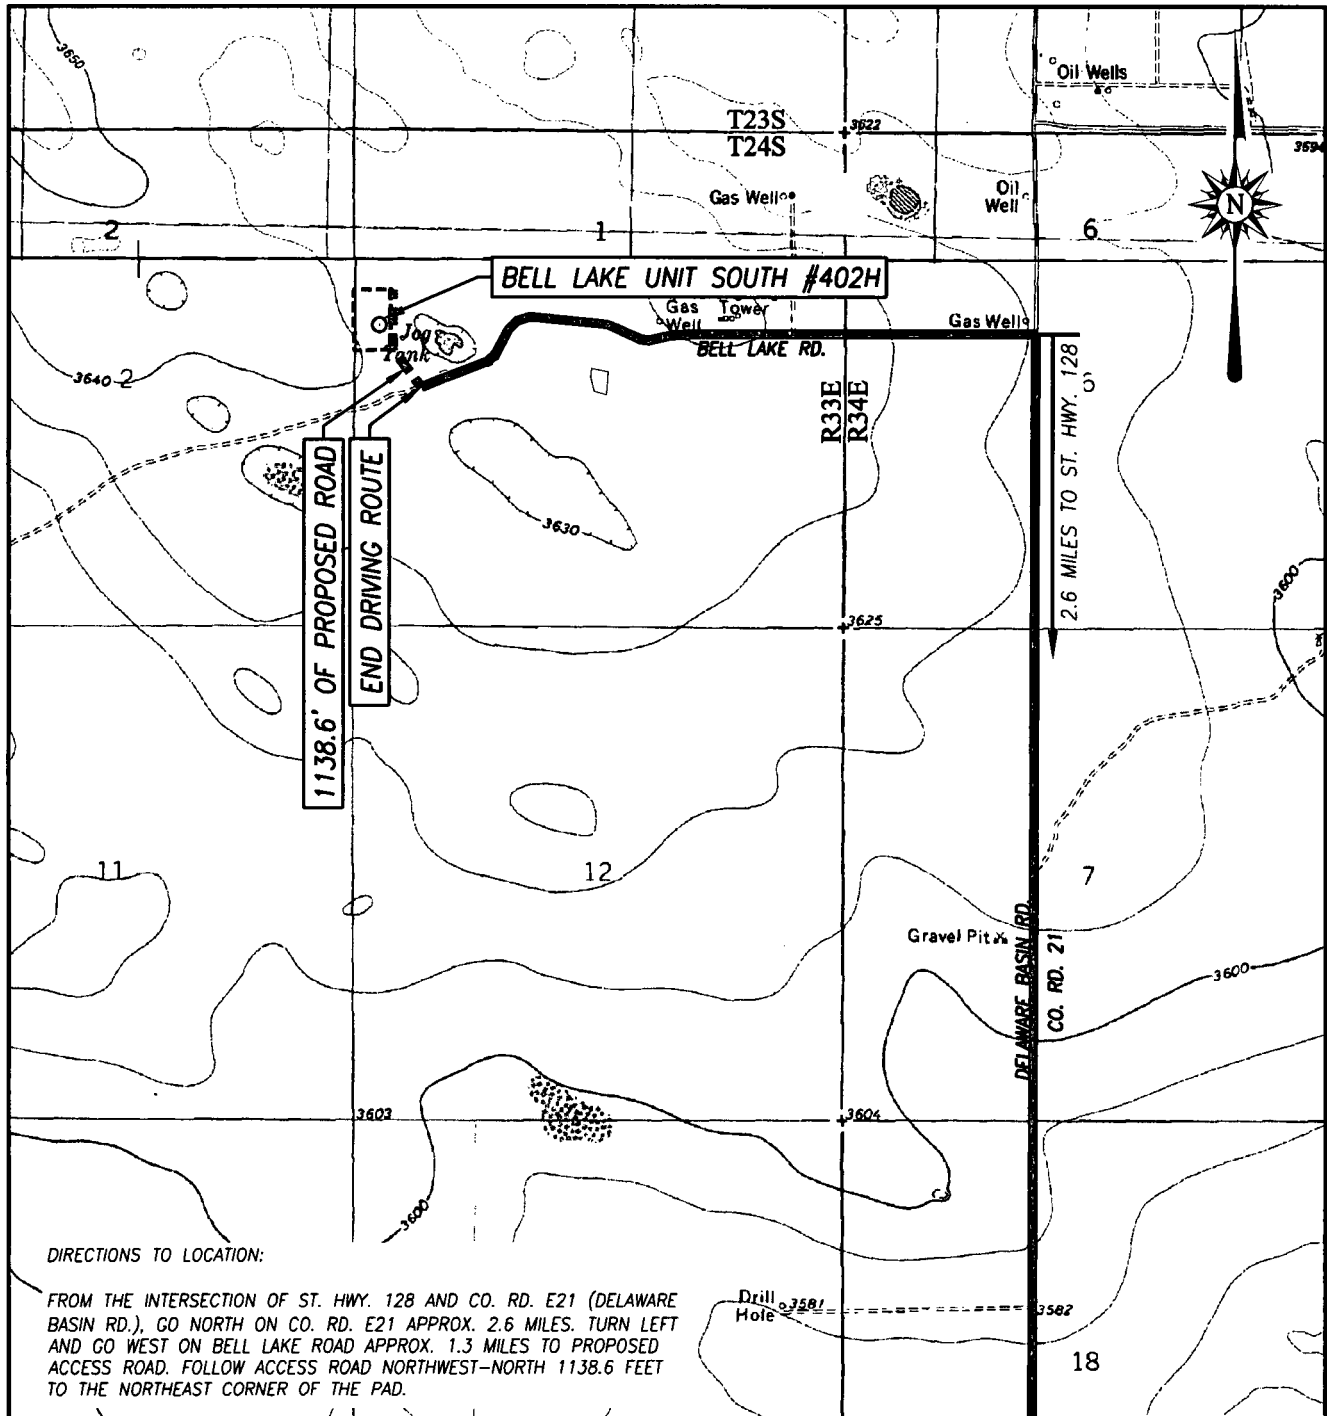 3650
Oil Wells
T23S
T24S
3622
3594
Gas Well
Oil
Well
N
2
1
6
BELL LAKE UNIT SOUTH #402H
Gas
Well
Tower
Gas Well
BELL LAKE RD.
Jog
Tank
3640
2
6
R33E
R34E
2.6 MILES TO ST. HWY. 128
1138.6' OF PROPOSED ROAD
END DRIVING ROUTE
3630
3600
3625
11
12
7
Gravel Pit
DELAWARE BASIN RD.
CO. RD. 21
3600
3603
3604
3600
Drill
Hole
3581
3582
18
DIRECTIONS TO LOCATION:
FROM THE INTERSECTION OF ST. HWY. 128 AND CO. RD. E21 (DELAWARE
BASIN RD.), GO NORTH ON CO. RD. E21 APPROX. 2.6 MILES. TURN LEFT
AND GO WEST ON BELL LAKE ROAD APPROX. 1.3 MILES TO PROPOSED
ACCESS ROAD. FOLLOW ACCESS ROAD NORTHWEST-NORTH 1138.6 FEET
TO THE NORTHEAST CORNER OF THE PAD.